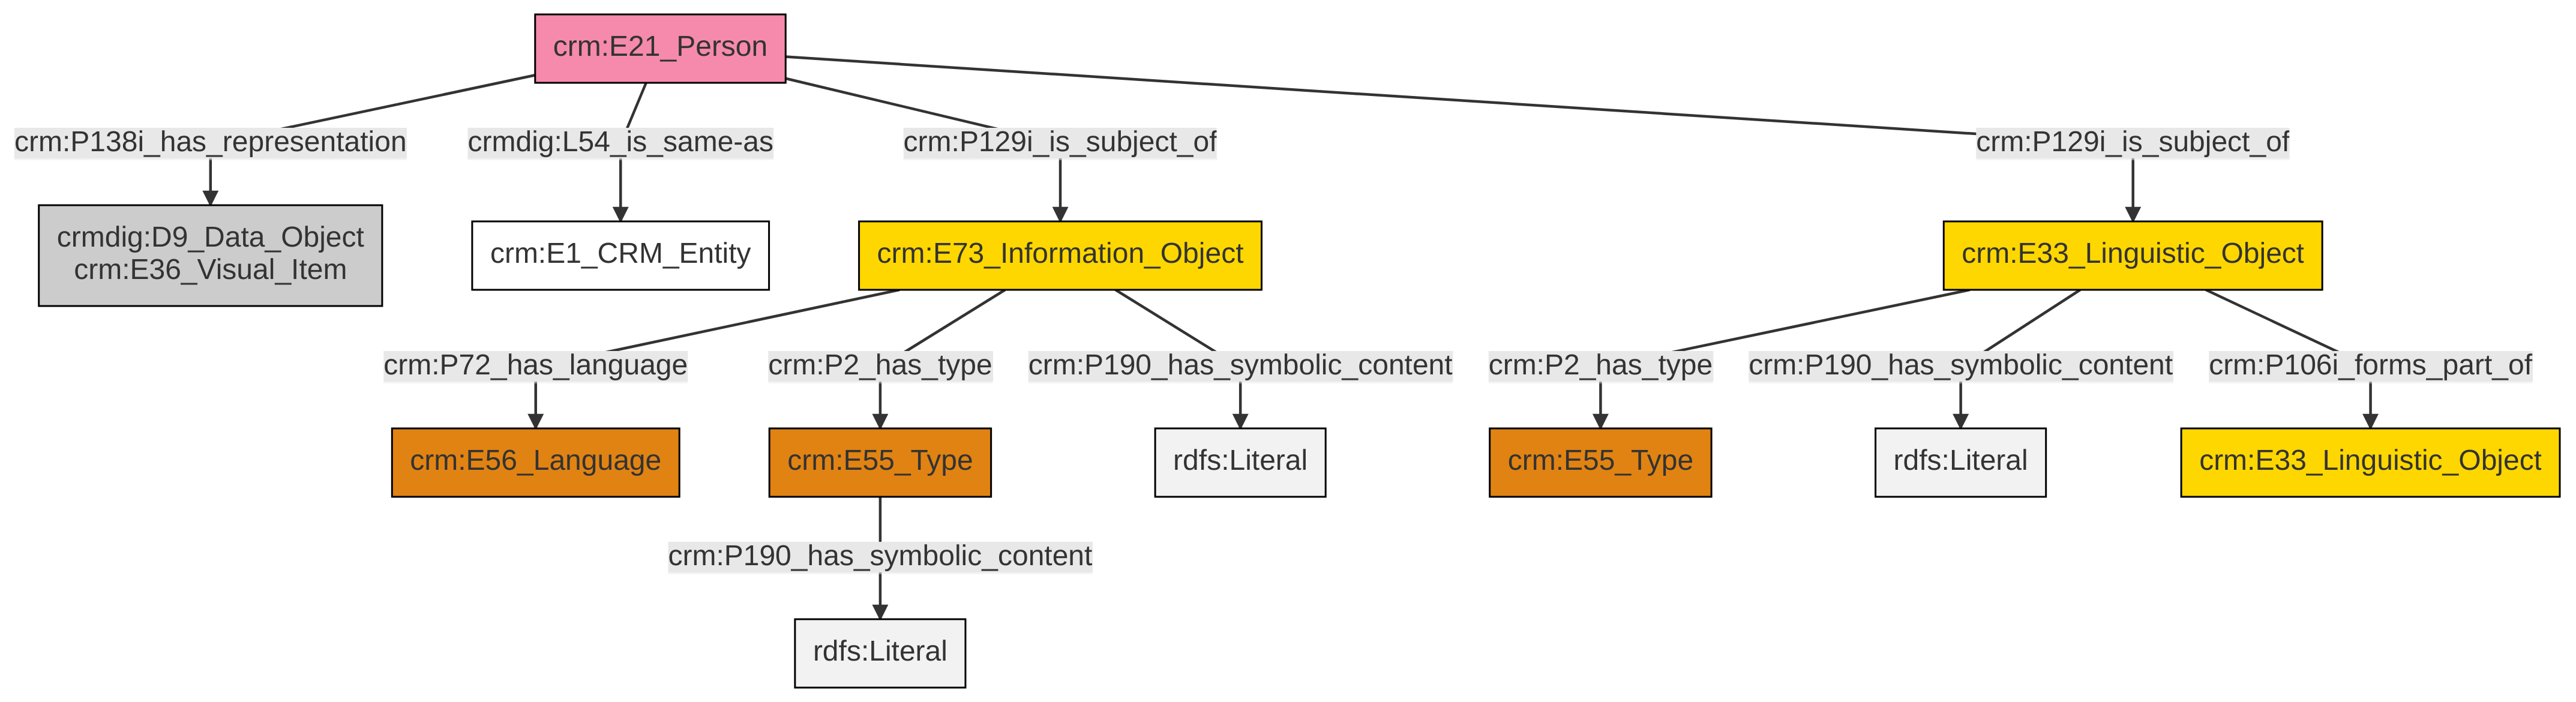 crm:E21_Person
crm:P138i_has_representation
crmdig:L54_is_same-as
crm:P129i_is_subject_of
crm:P129i_is_subject_of
crmdig:D9_Data_Object
crm:E36_Visual_Item
crm:E1_CRM_Entity
crm:E73_Information_Object
crm:E33_Linguistic_Object
crm:P72_has_language
crm:P2_has_type
crm:P190_has_symbolic_content
crm:P2_has_type
crm:P190_has_symbolic_content
crm:P106i_forms_part_of
crm:E56_Language
crm:E55_Type
rdfs:Literal
crm:E55_Type
rdfs:Literal
crm:E33_Linguistic_Object
crm:P190_has_symbolic_content
rdfs:Literal